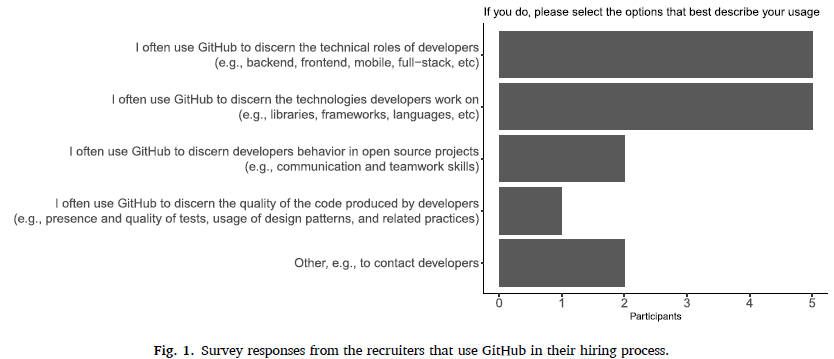 If you do, please select the options that best describe your usage
I often use GitHub to discern the technical roles of developers
(e.g., backend, frontend, mobile, full−stack, etc)
I often use GitHub to discern the technologies developers work on
(e.g., libraries, frameworks, languages, etc)
I often use GitHub to discern developers behavior in open source projects
(e.g., communication and teamwork skills)
I often use GitHub to discern the quality of the code produced by developers
(e.g., presence and quality of tests, usage of design patterns, and related practices)
Other, e.g., to contact developers
0 1 2 3 4 5
Participants
Fig. 1. Survey responses from the recruiters that use GitHub in their hiring process.